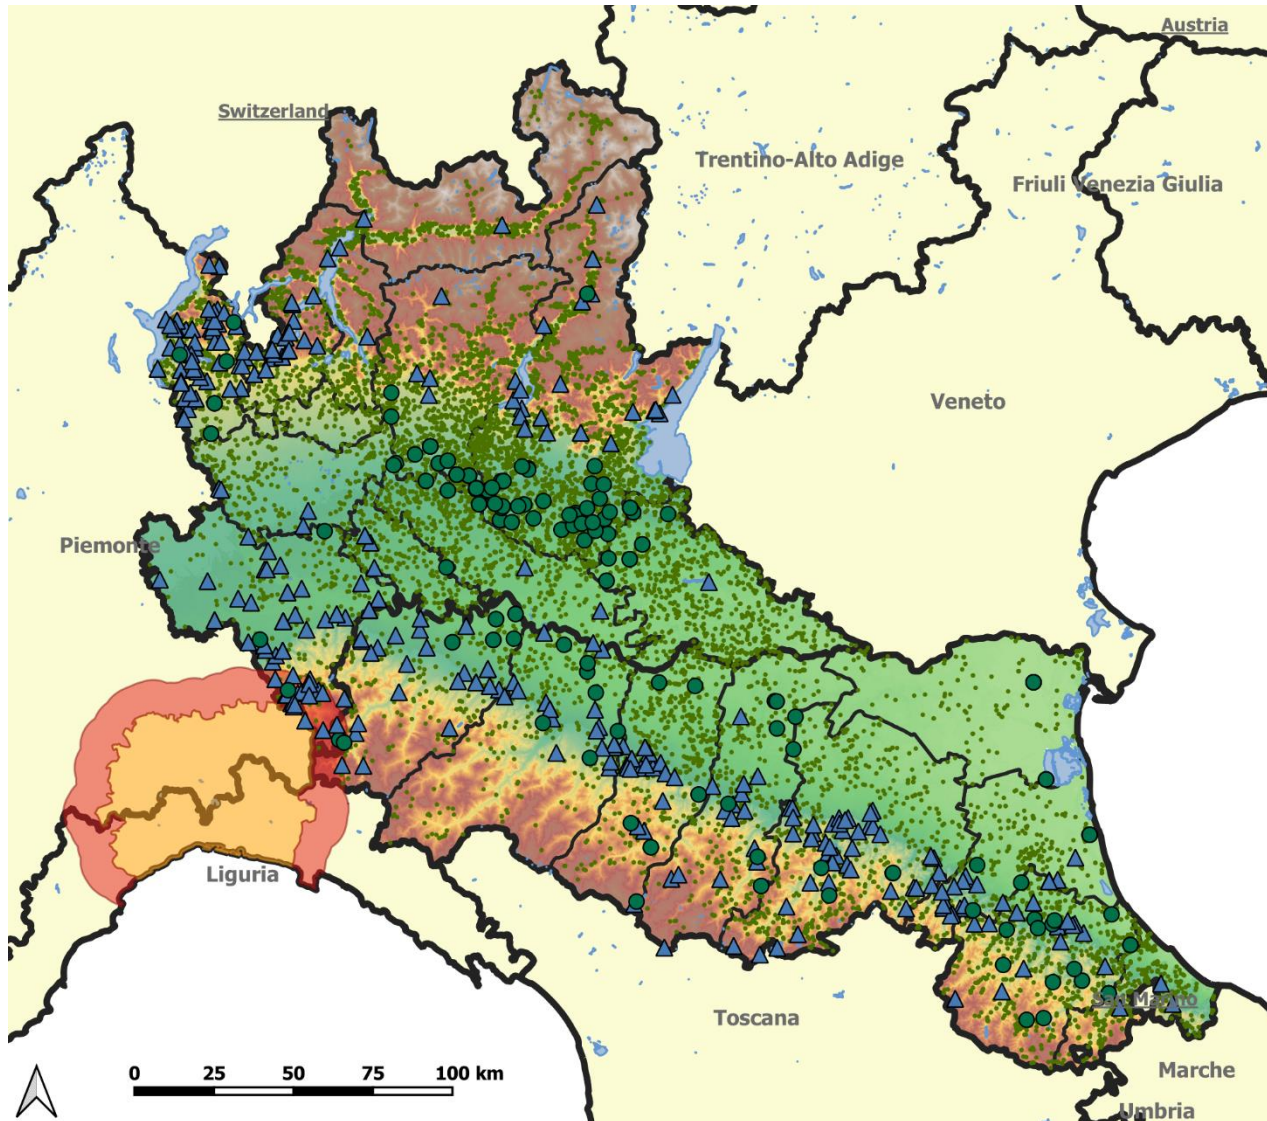 Austria
Switzerland
Trentino-Alto Adige
Friuli Venezia Giulia
Veneto
Piemonte
Liguria
San Marino
Toscana
Marche
Umbria
0 25 50 75 100 km